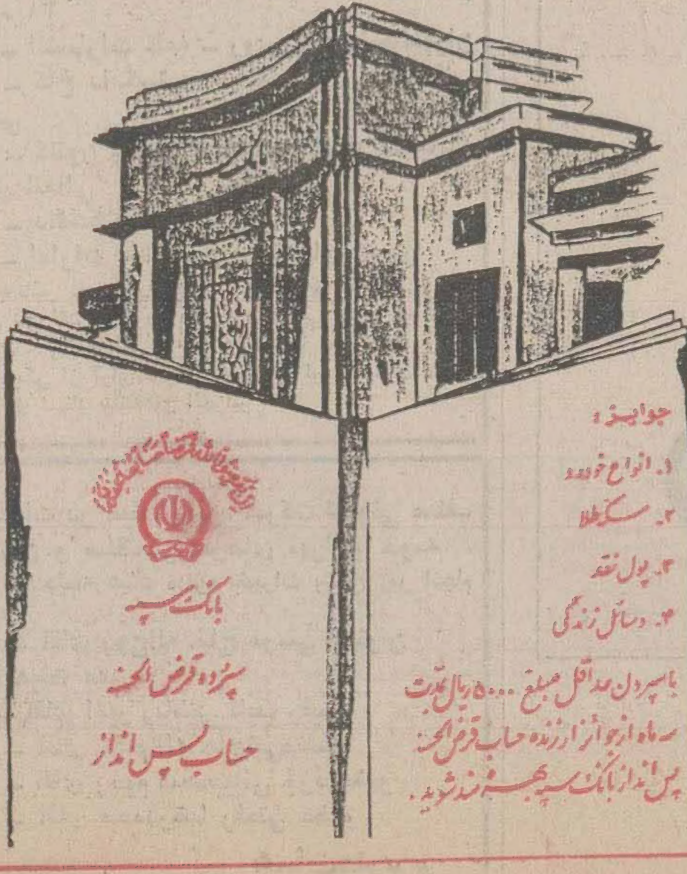 بانک سپه
جوایز:
۱. انواع خودرو
۲. سکه طلا
۳. پول نقد
۴. وسائل زندگی
با سپردن حداقل مبلغ ۵۰۰۰ ریال بمدت
سه ماه از جوائز ارزنده حساب قرض الحسنه
پس انداز بانک سپه بهره مند شوید.
بانک سپه
سپرده قرض الحسنه
حساب پس انداز